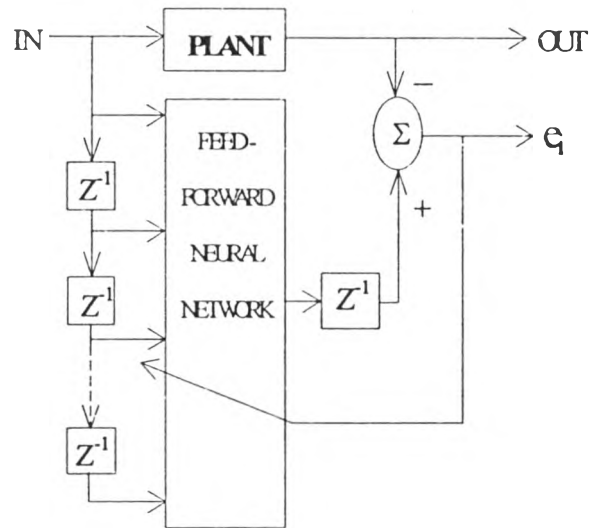 IN
PLANT
OUT
−
Σ
e
+
FEED-
FORWARD
NEURAL
NETWORK
Z⁻¹
Z⁻¹
Z⁻¹
Z⁻¹